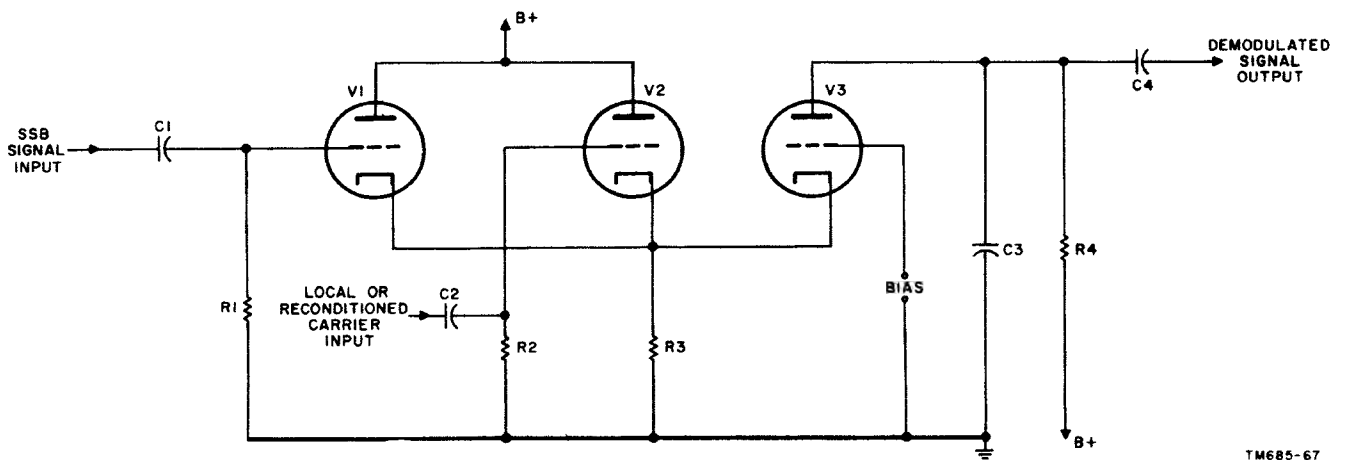 B+
V1
V2
V3
C4
DEMODULATED
SIGNAL
OUTPUT
SSB
SIGNAL
INPUT
C1
LOCAL OR
RECONDITIONED
CARRIER
INPUT
C2
R1
R2
R3
BIAS
C3
R4
B+
TM685-67